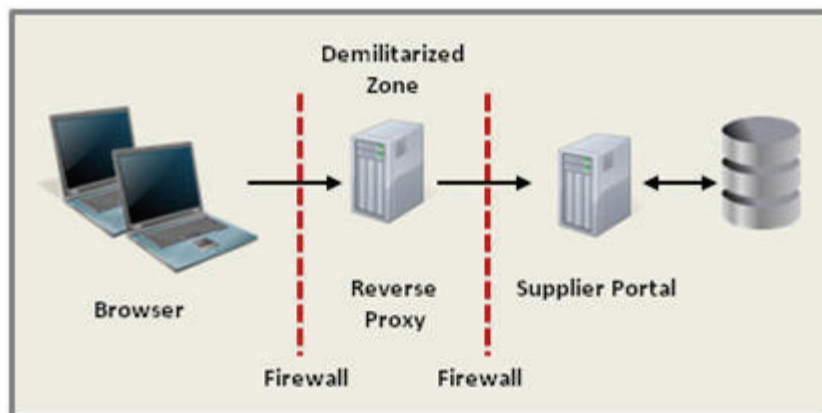 Demilitarized
Zone
Browser
Reverse
Proxy
Supplier Portal
Firewall
Firewall